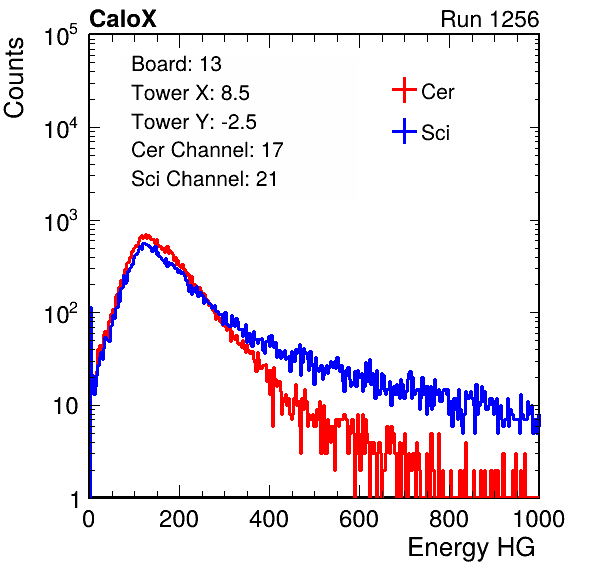 CaloX Run 1256
Counts
10^5
10^4
10^3
10^2
10
1
Board: 13
Tower X: 8.5
Tower Y: -2.5
Cer Channel: 17
Sci Channel: 21
Cer
Sci
0 200 400 600 800 1000
Energy HG